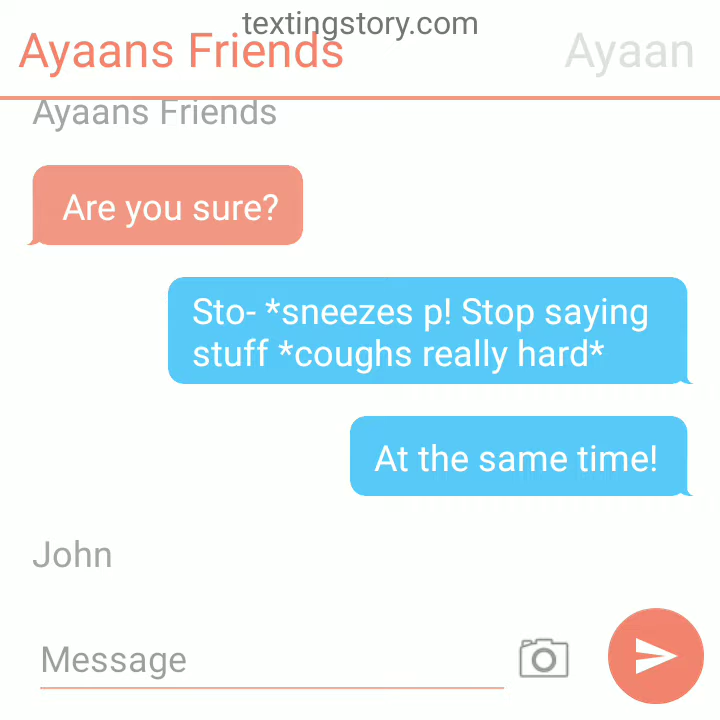 textingstory.com
Ayaans Friends
Ayaan
Ayaans Friends
Are you sure?
Sto- *sneezes p! Stop saying
stuff *coughs really hard*
At the same time!
John
Message